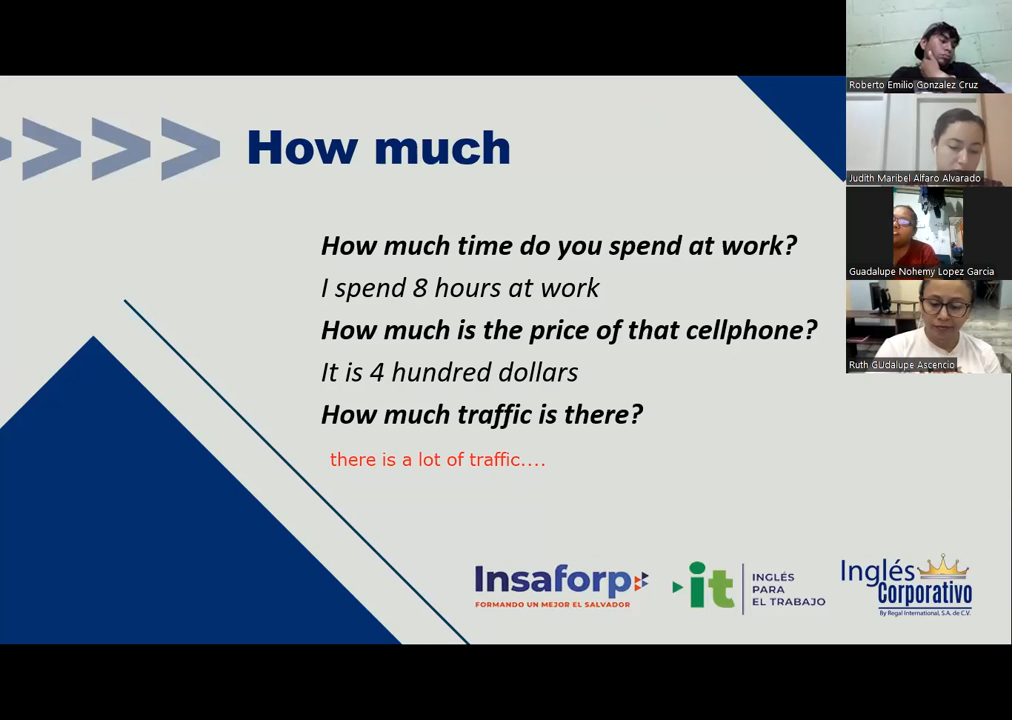 How much
How much time do you spend at work?
I spend 8 hours at work
How much is the price of that cellphone?
It is 4 hundred dollars
How much traffic is there?
there is a lot of traffic....
Insaforp
FORMANDO UN MEJOR EL SALVADOR
it
INGLÉS
PARA
EL TRABAJO
Inglés
Corporativo
By Regal International, S.A. de C.V.
Roberto Emilio Gonzalez Cruz
Judith Maribel Alfaro Alvarado
Guadalupe Nohemy Lopez Garcia
Ruth GUdalupe Ascencio